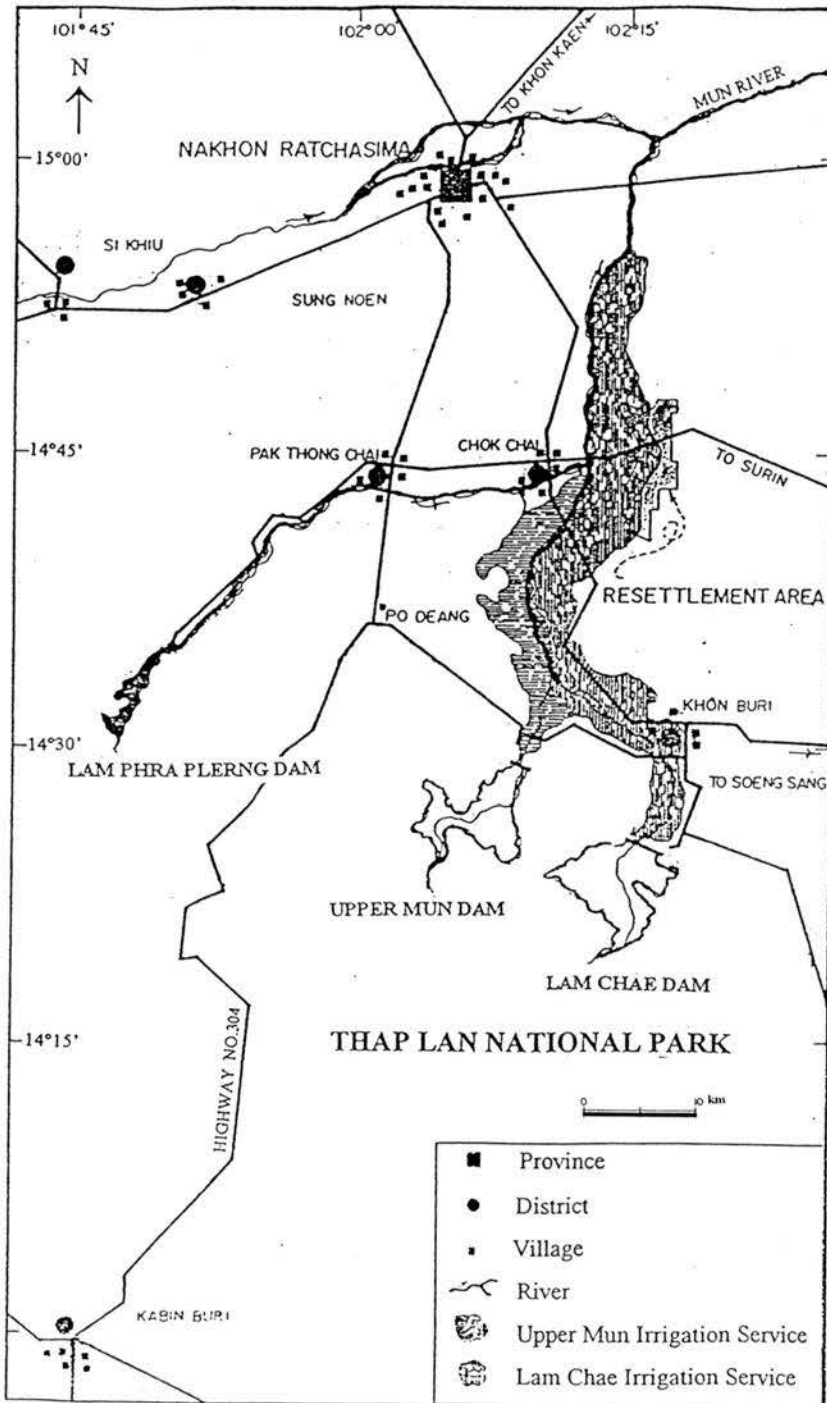 101°45'
102°00'
102°15'
N
TO KHON KAEN
MUN RIVER
NAKHON RATCHASIMA
15°00'
SI KHIU
SUNG NOEN
14°45'
PAK THONG CHAI
CHOK CHAI
TO SURIN
RESETTLEMENT AREA
PO DEANG
KHON BURI
14°30'
LAM PHRA PLERNG DAM
TO SOENG SANG
UPPER MUN DAM
LAM CHAE DAM
14°15'
THAP LAN NATIONAL PARK
HIGHWAY NO.304
0 10 km
Province
District
Village
River
Upper Mun Irrigation Service
Lam Chae Irrigation Service
KABIN BURI